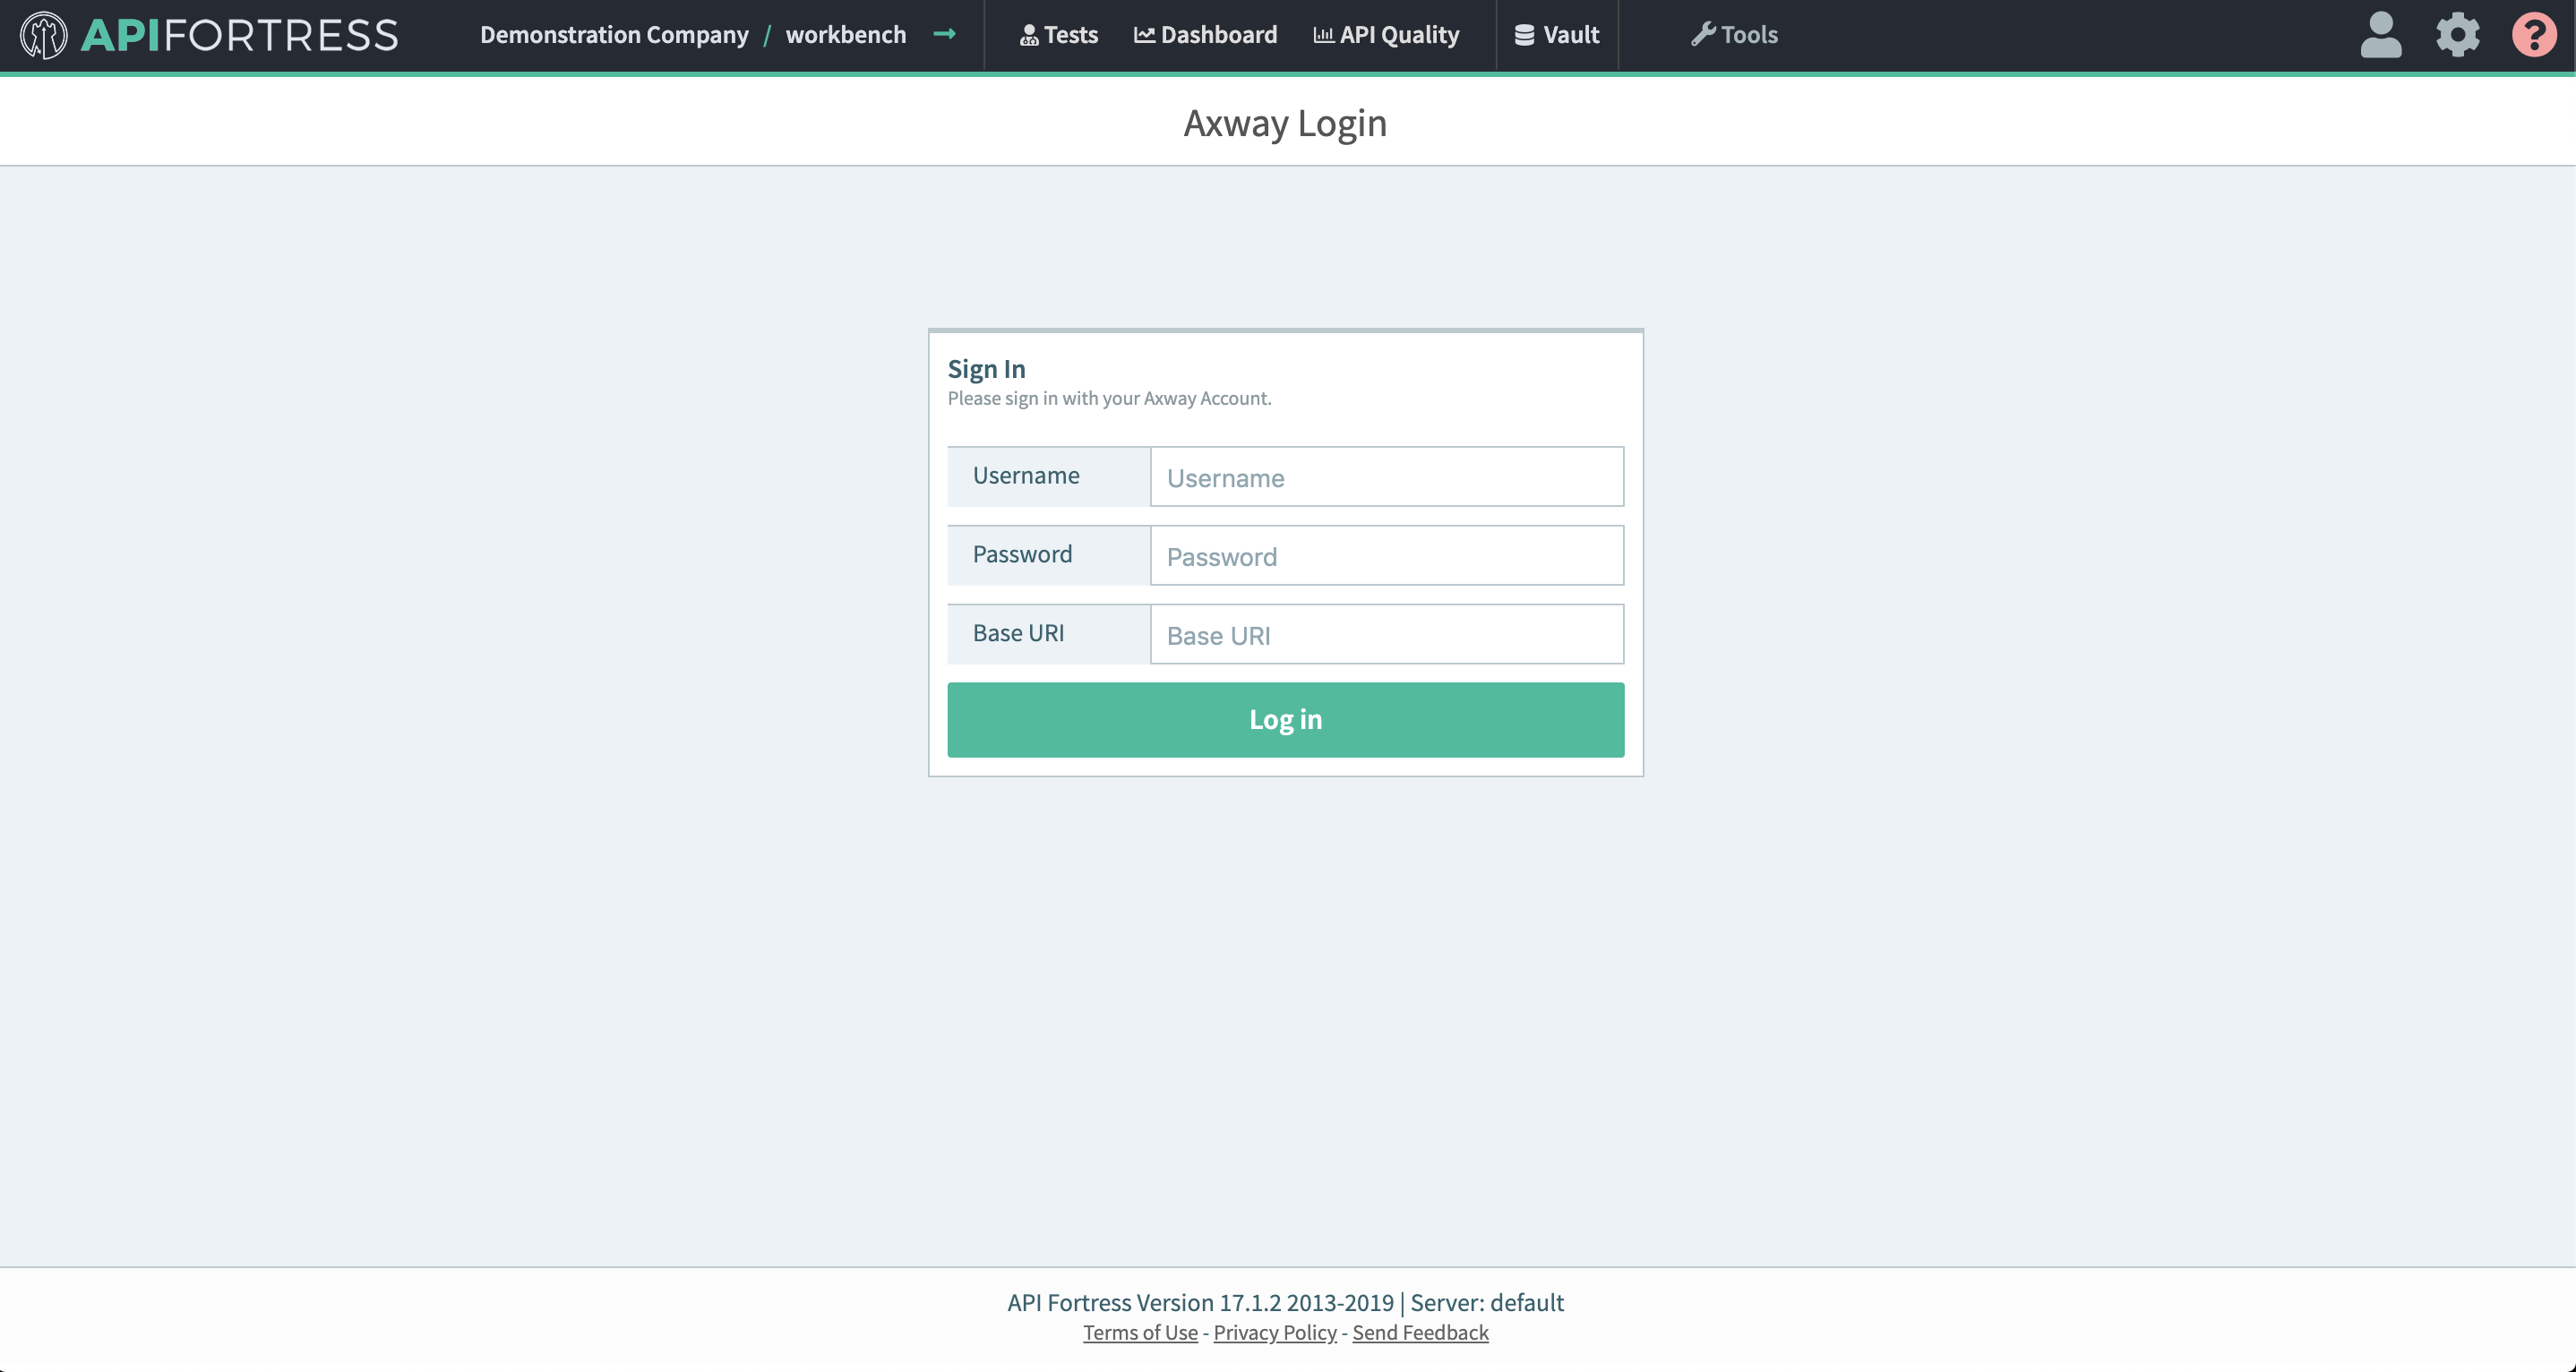 APIFORTRESS
Demonstration Company / workbench
Tests
Dashboard
API Quality
Vault
Tools
?
Axway Login
Sign In
Please sign in with your Axway Account.
Username Username
Password Password
Base URI Base URI
Log in
API Fortress Version 17.1.2 2013-2019 | Server: default
Terms of Use - Privacy Policy - Send Feedback